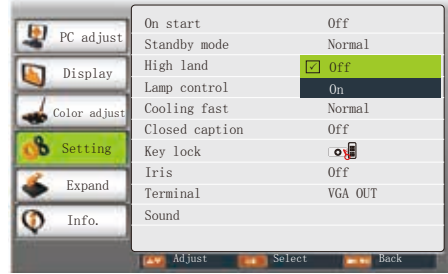 PC adjust
Display
Color adjust
Setting
Expand
Info.
On start Off
Standby mode Normal
High land Off
Lamp control On
Cooling fast Normal
Closed caption Off
Key lock
Iris Off
Terminal VGA OUT
Sound
Adjust Select Back